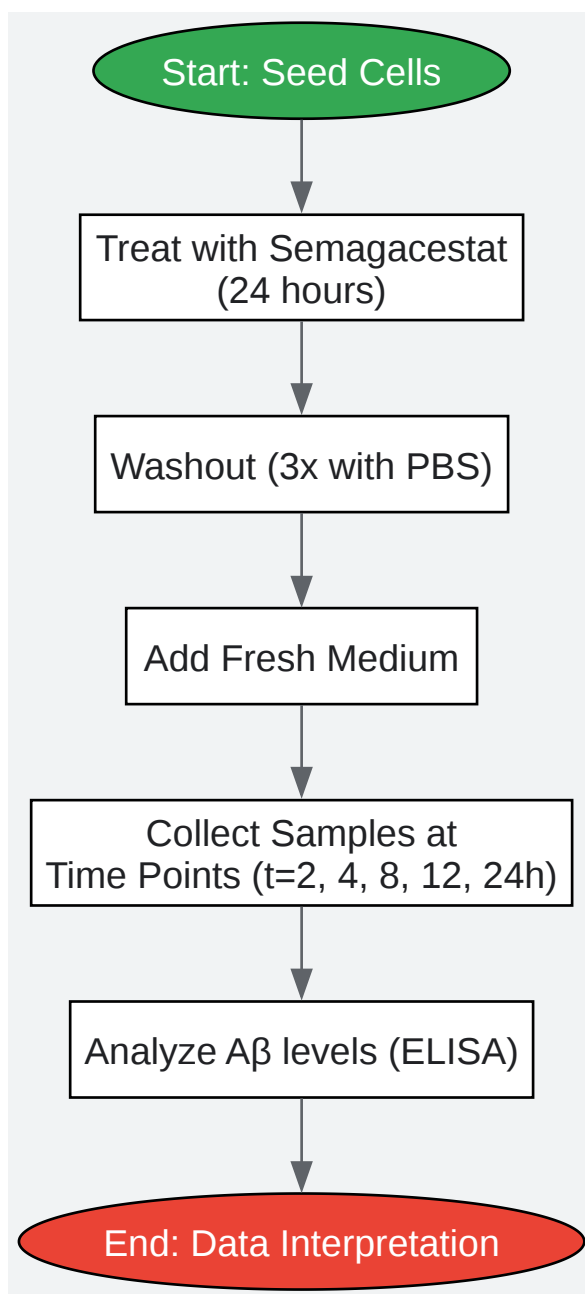 Start: Seed Cells
Treat with Semagacestat
(24 hours)
Washout (3x with PBS)
Add Fresh Medium
Collect Samples at
Time Points (t=2, 4, 8, 12, 24h)
Analyze Aβ levels (ELISA)
End: Data Interpretation